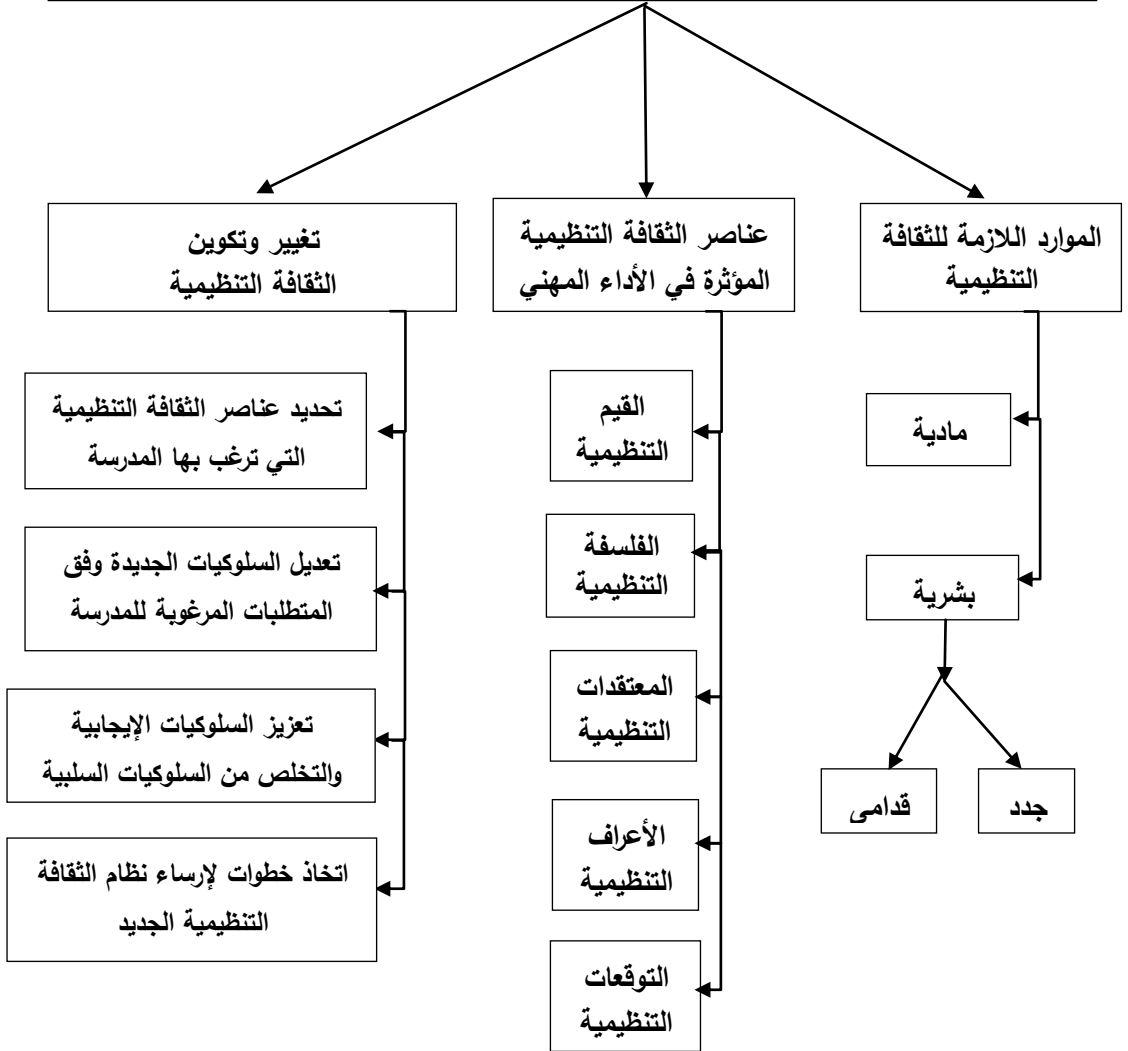 الموارد اللازمة للثقافة
التنظيمية
مادية
بشرية
جدد
قدامى
عناصر الثقافة التنظيمية
المؤثرة في الأداء المهني
القيم
التنظيمية
الفلسفة
التنظيمية
المعتقدات
التنظيمية
الأعراف
التنظيمية
التوقعات
التنظيمية
تغيير وتكوين
الثقافة التنظيمية
تحديد عناصر الثقافة التنظيمية
التي ترغب بها المدرسة
تعديل السلوكيات الجديدة وفق
المتطلبات المرغوبة للمدرسة
تعزيز السلوكيات الإيجابية
والتخلص من السلوكيات السلبية
اتخاذ خطوات لإرساء نظام الثقافة
التنظيمية الجديد